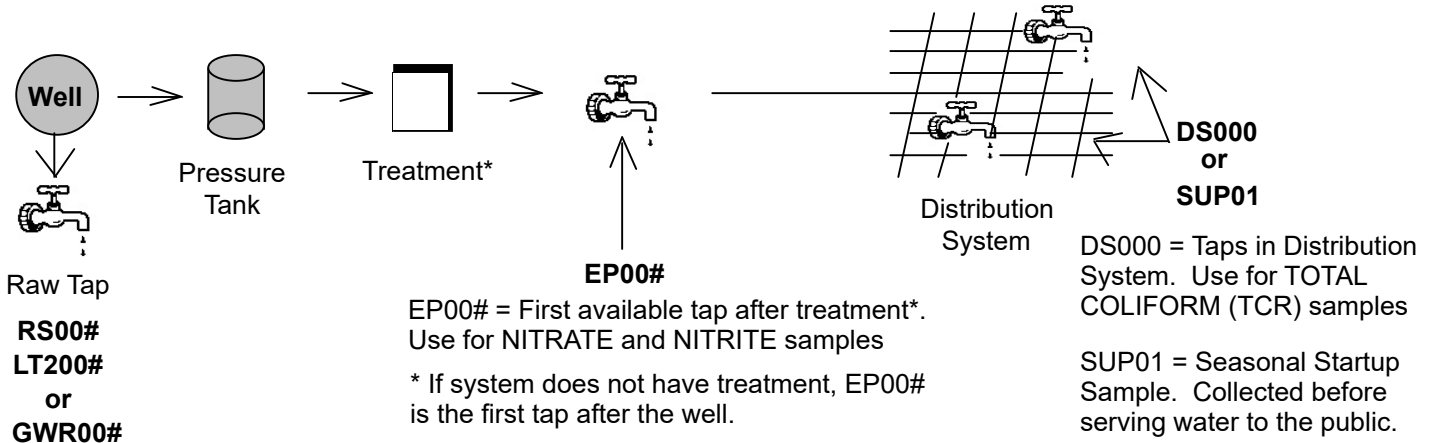 Well
Pressure
Tank
Treatment*
Raw Tap
RS00#
LT200#
or
GWR00#
EP00#
EP00# = First available tap after treatment*.
Use for NITRATE and NITRITE samples
* If system does not have treatment, EP00#
is the first tap after the well.
Distribution
System
DS000
or
SUP01
DS000 = Taps in Distribution
System. Use for TOTAL
COLIFORM (TCR) samples
SUP01 = Seasonal Startup
Sample. Collected before
serving water to the public.